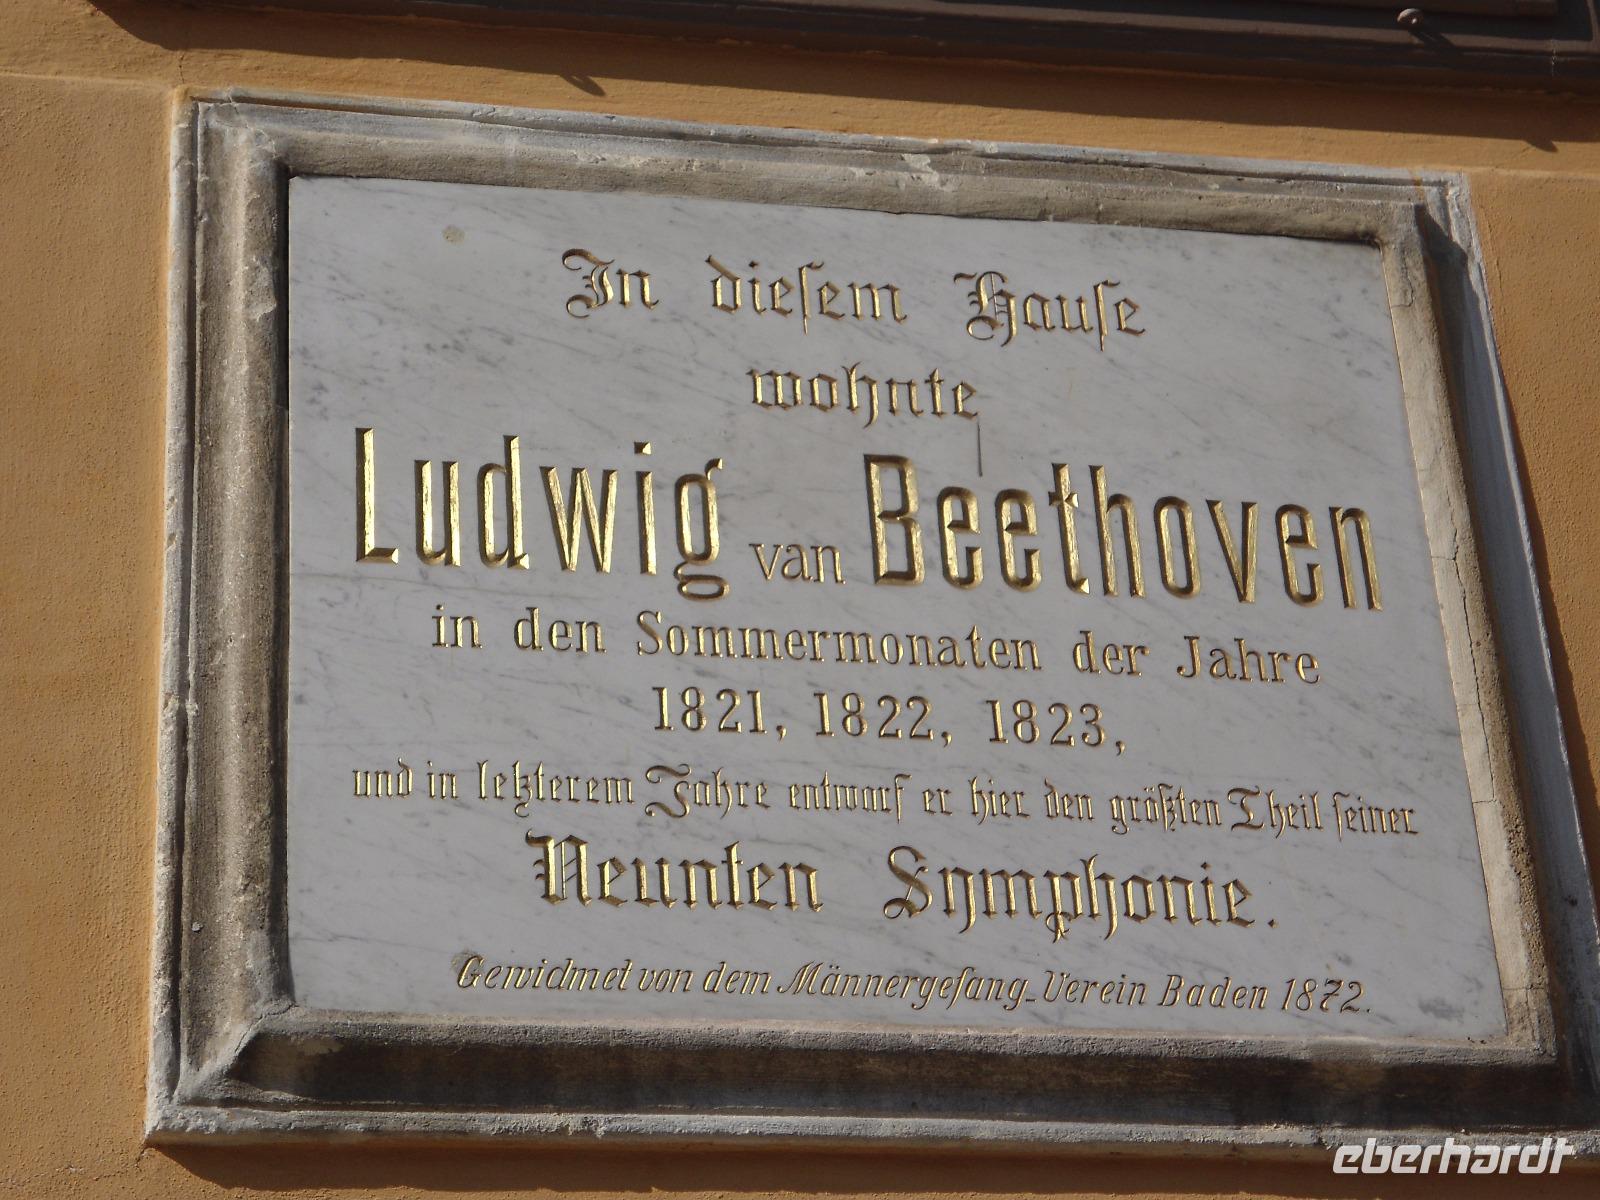 In dieſem Hauſe
wohnte
Ludwig van Beethoven
in den Sommermonaten der Jahre
1821, 1822, 1823,
und in letzterem Jahre entwarf er hier den größten Theil ſeiner
Neunten Symphonie.
Gewidmet von dem Männergeſang-Verein Baden 1872.
eberhardt